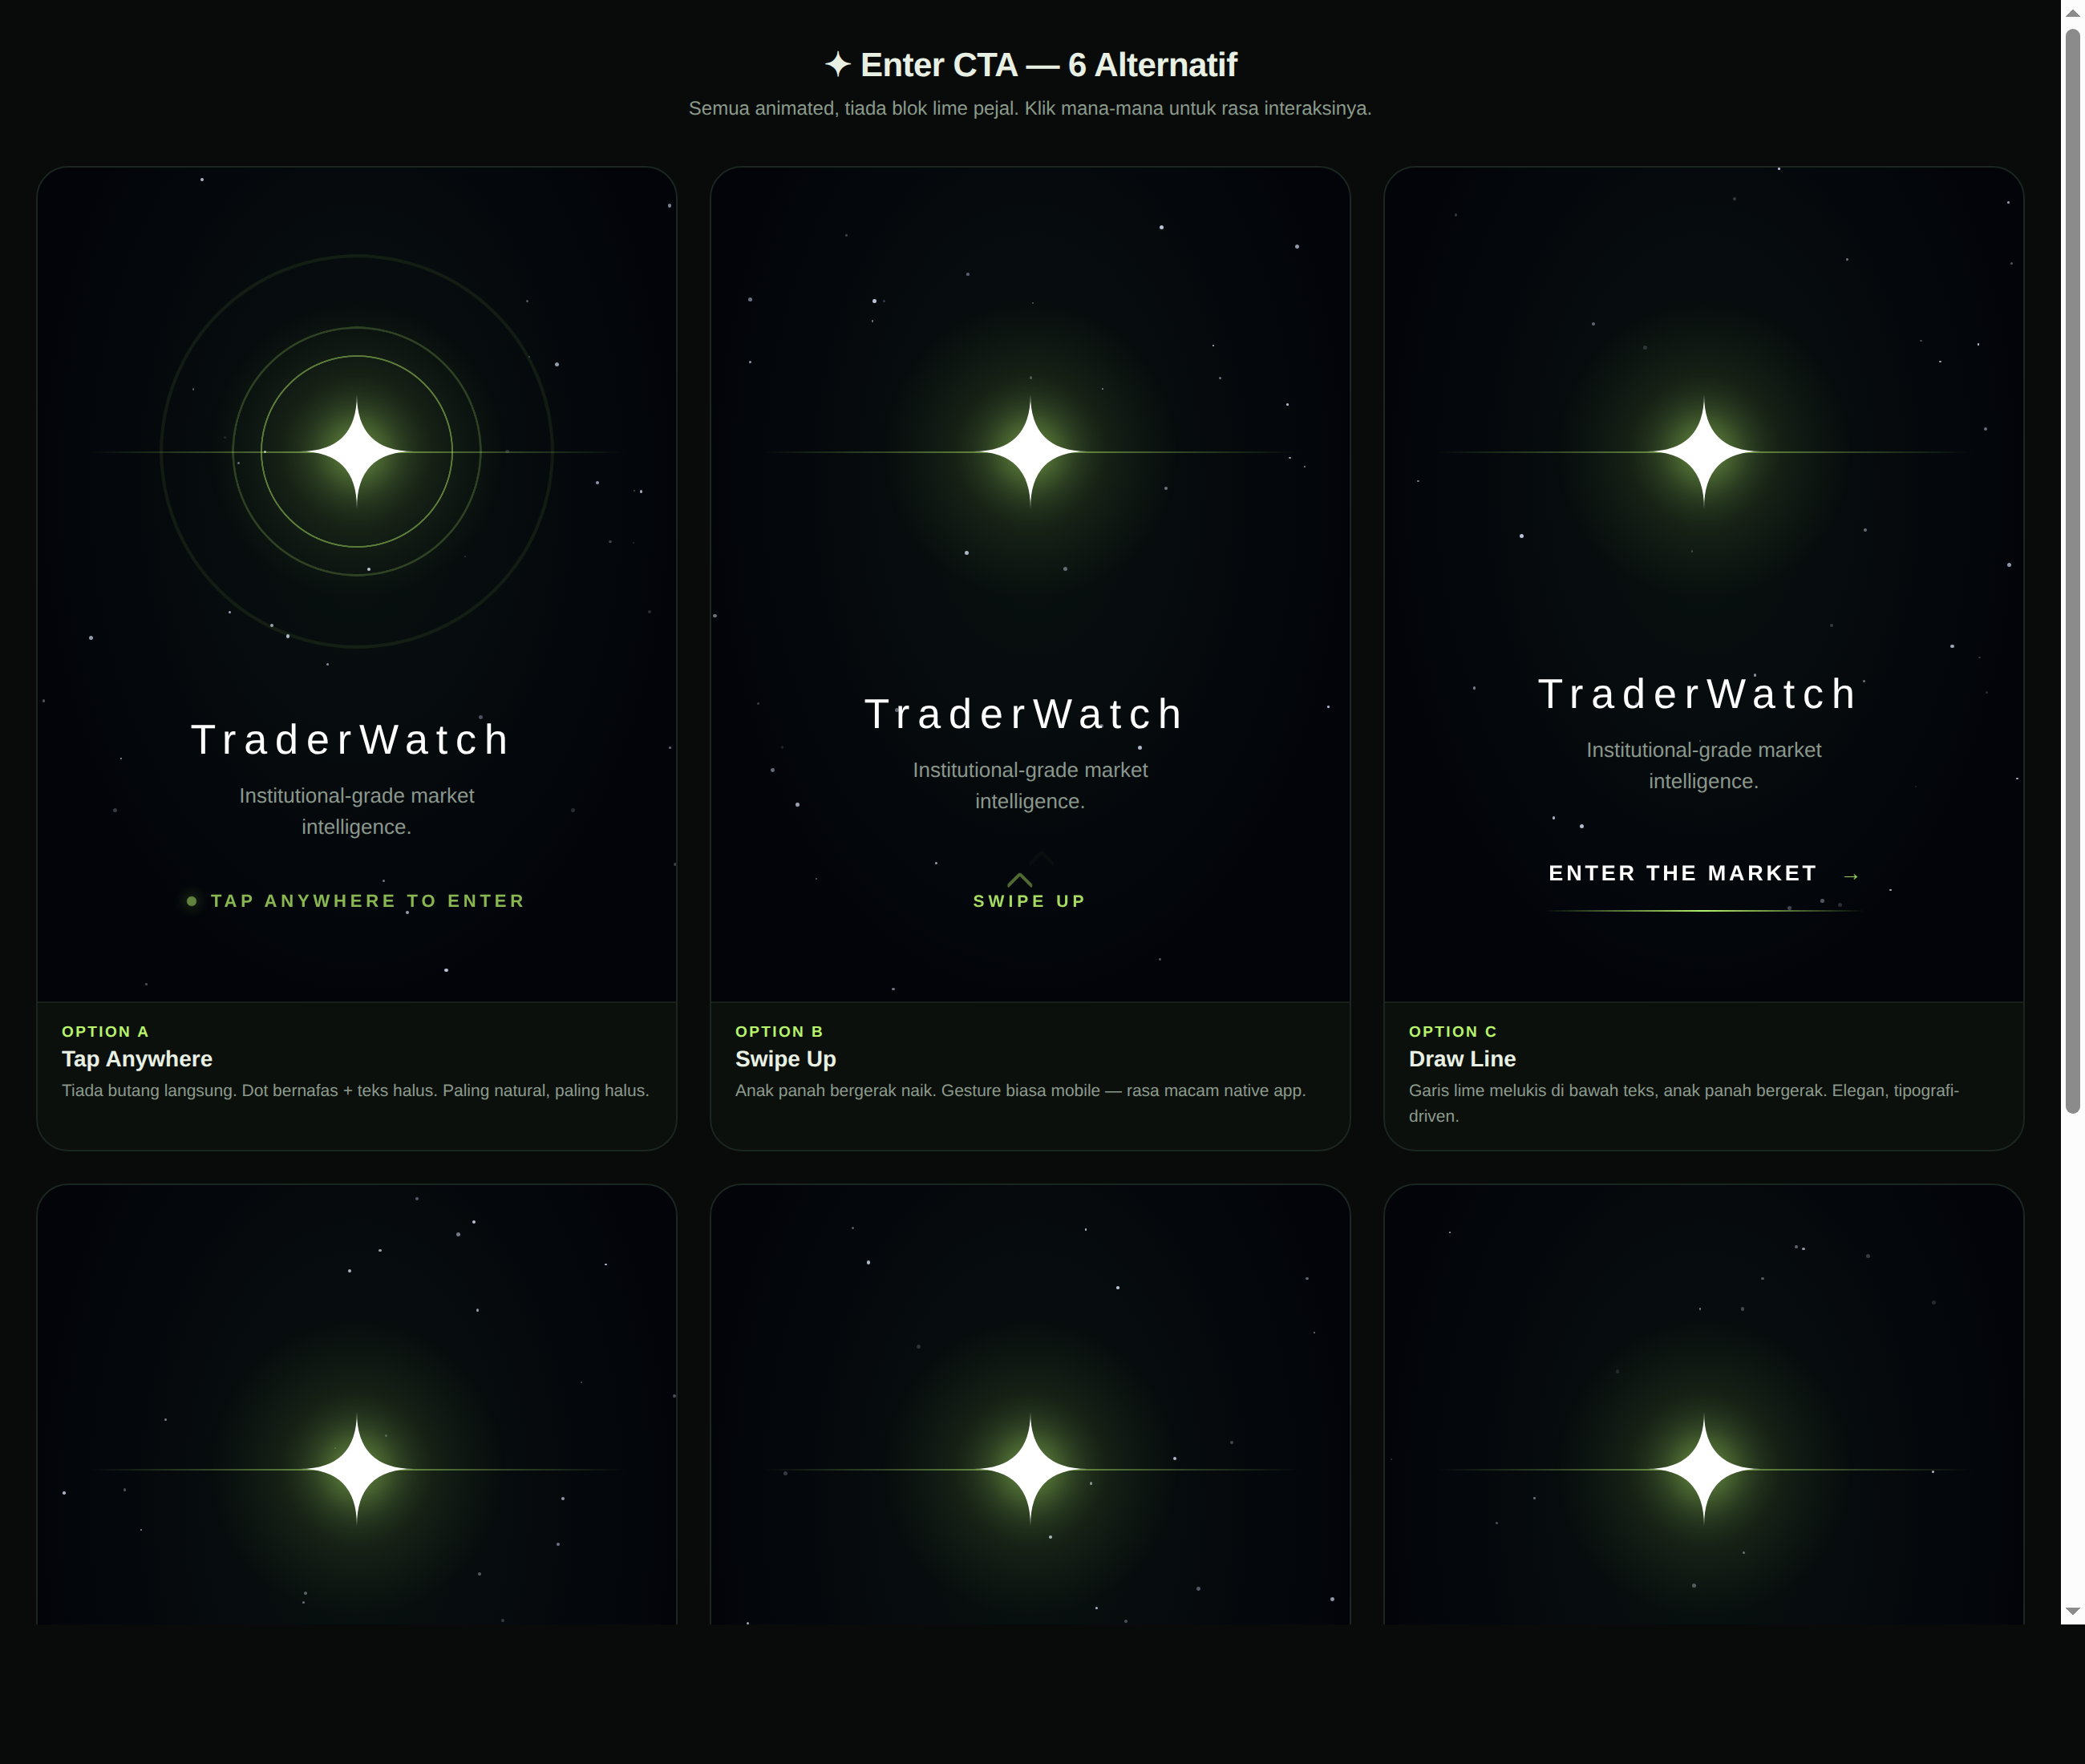 ✦ Enter CTA — 6 Alternatif
Semua animated, tiada blok lime pejal. Klik mana-mana untuk rasa interaksinya.
TraderWatch
Institutional-grade market
intelligence.
TAP ANYWHERE TO ENTER
OPTION A
Tap Anywhere
Tiada butang langsung. Dot bernafas + teks halus. Paling natural, paling halus.
TraderWatch
Institutional-grade market
intelligence.
SWIPE UP
OPTION B
Swipe Up
Anak panah bergerak naik. Gesture biasa mobile — rasa macam native app.
TraderWatch
Institutional-grade market
intelligence.
ENTER THE MARKET →
OPTION C
Draw Line
Garis lime melukis di bawah teks, anak panah bergerak. Elegan, tipografi-
driven.